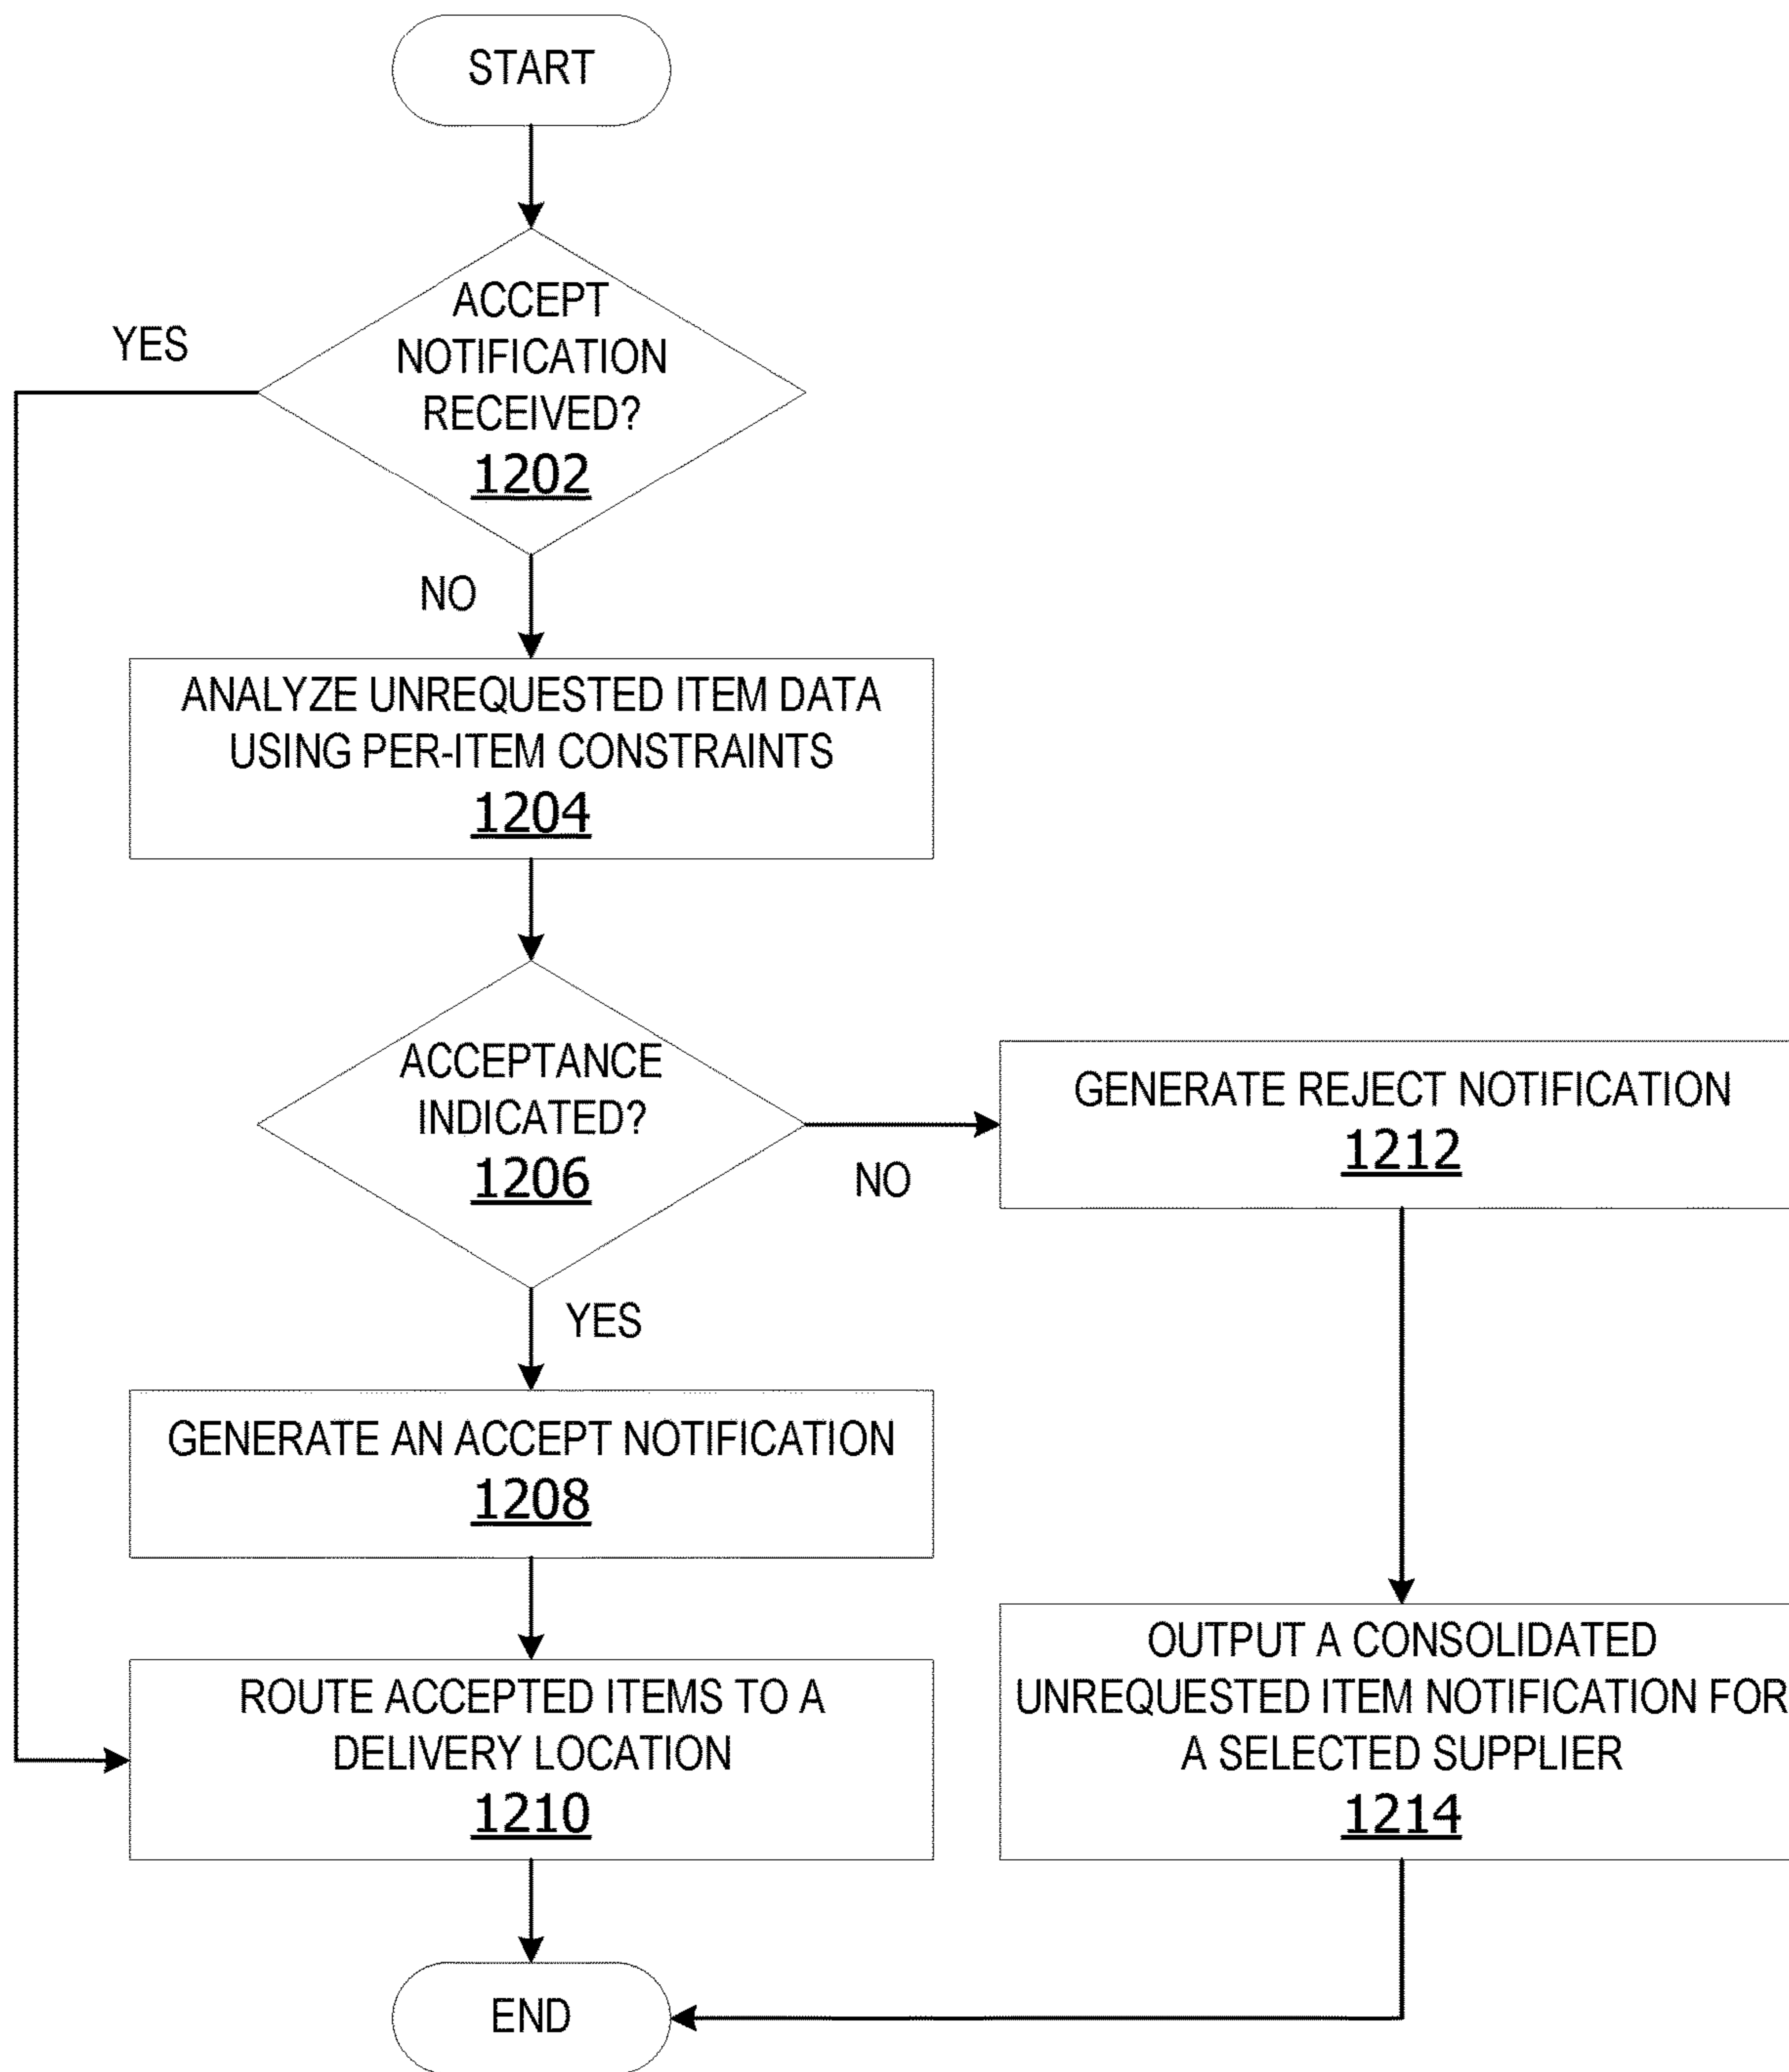 START
ACCEPT
NOTIFICATION
RECEIVED?
1202
YES
NO
ANALYZE UNREQUESTED ITEM DATA
USING PER-ITEM CONSTRAINTS
1204
ACCEPTANCE
INDICATED?
1206
NO
GENERATE REJECT NOTIFICATION
1212
YES
GENERATE AN ACCEPT NOTIFICATION
1208
ROUTE ACCEPTED ITEMS TO A
DELIVERY LOCATION
1210
OUTPUT A CONSOLIDATED
UNREQUESTED ITEM NOTIFICATION FOR
A SELECTED SUPPLIER
1214
END